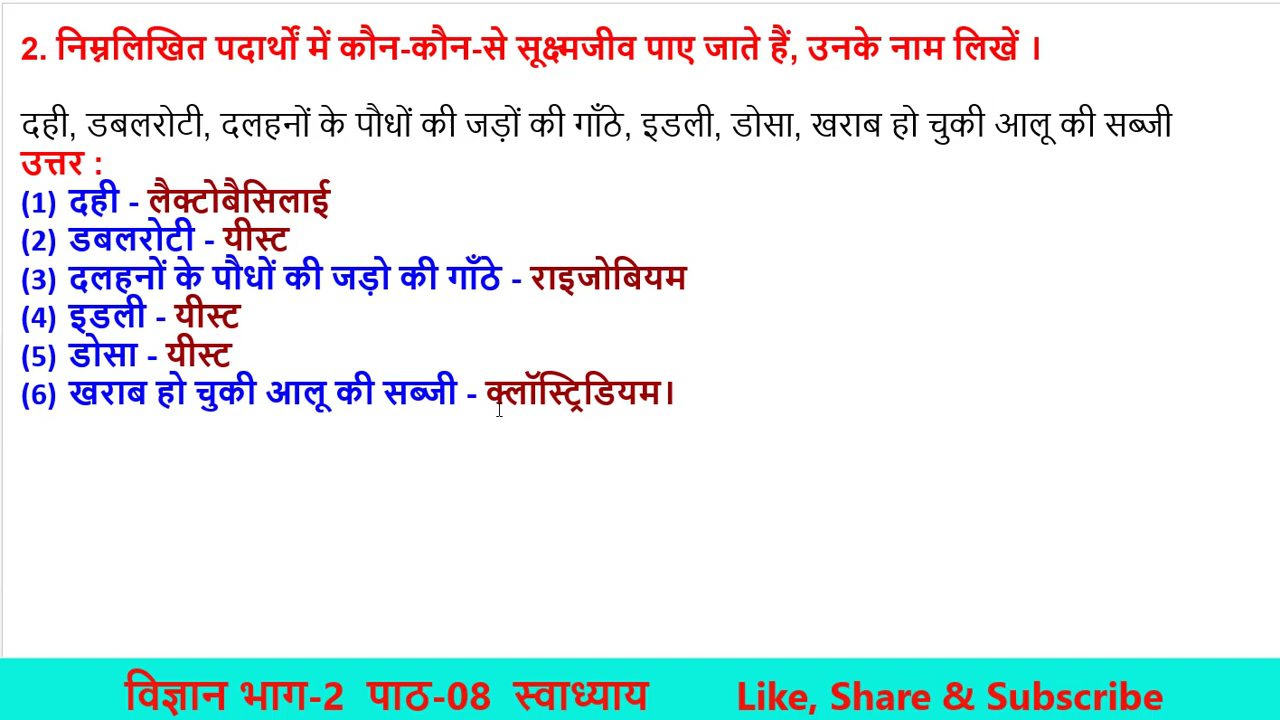 2. निम्नलिखित पदार्थों में कौन-कौन-से सूक्ष्मजीव पाए जाते हैं, उनके नाम लिखें ।
दही, डबलरोटी, दलहनों के पौधों की जड़ों की गाँठे, इडली, डोसा, खराब हो चुकी आलू की सब्जी
उत्तर :
(1) दही - लैक्टोबैसिलाई
(2) डबलरोटी - यीस्ट
(3) दलहनों के पौधों की जड़ो की गाँठे - राइजोबियम
(4) इडली - यीस्ट
(5) डोसा - यीस्ट
(6) खराब हो चुकी आलू की सब्जी - क्लॉस्ट्रिडियम।
विज्ञान भाग-2 पाठ-08 स्वाध्याय Like, Share & Subscribe